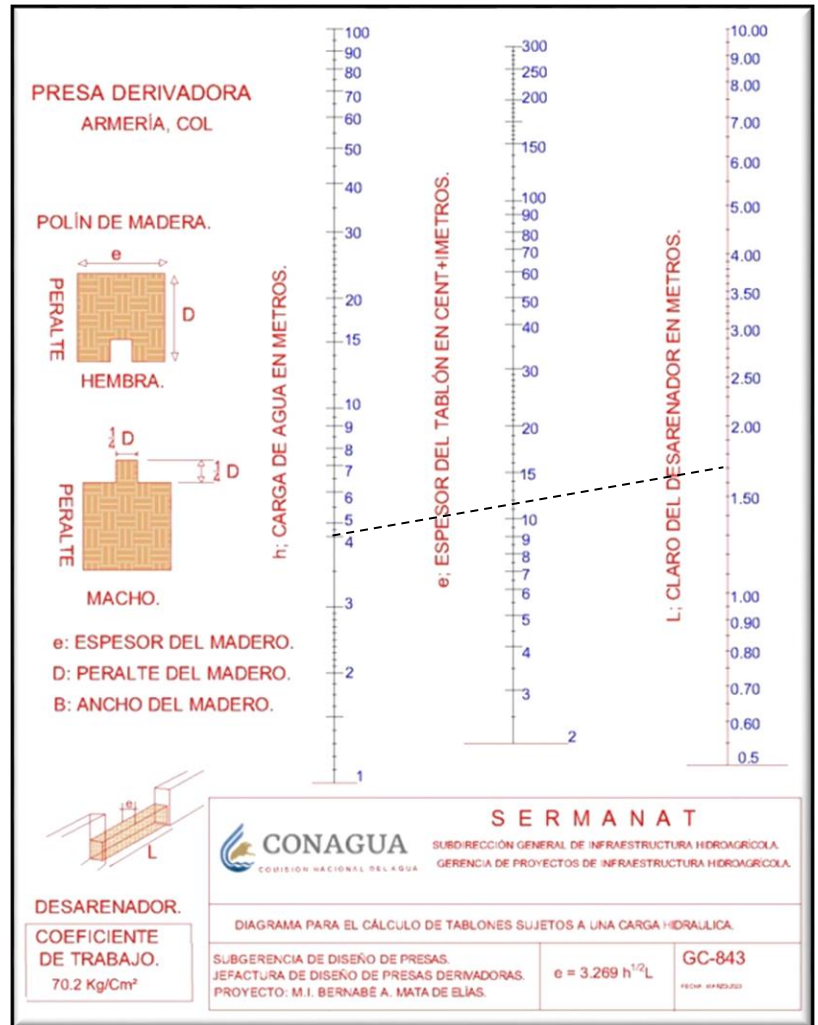 PRESA DERIVADORA
ARMERÍA, COL
POLÍN DE MADERA.
e
PERALTE
D
HEMBRA.
1/2 D
1/2 D
PERALTE
MACHO.
e: ESPESOR DEL MADERO.
D: PERALTE DEL MADERO.
B: ANCHO DEL MADERO.
e
L
DESARENADOR.
COEFICIENTE
DE TRABAJO.
70.2 Kg/Cm²
h; CARGA DE AGUA EN METROS.
100
90
80
70
60
50
40
30
20
15
10
9
8
7
6
5
4
3
2
1
e; ESPESOR DEL TABLÓN EN CENT+IMETROS.
300
250
200
150
100
90
80
70
60
50
40
30
20
15
10
9
8
7
6
5
4
3
2
L; CLARO DEL DESARENADOR EN METROS.
10.00
9.00
8.00
7.00
6.00
5.00
4.00
3.50
3.00
2.50
2.00
1.50
1.00
0.90
0.80
0.70
0.60
0.5
CONAGUA
COMISIÓN NACIONAL DEL AGUA
SERMANAT
SUBDIRECCIÓN GENERAL DE INFRAESTRUCTURA HIDROAGRÍCOLA.
GERENCIA DE PROYECTOS DE INFRAESTRUCTURA HIDROAGRÍCOLA.
DIAGRAMA PARA EL CÁLCULO DE TABLONES SUJETOS A UNA CARGA HIDRAULICA.
SUBGERENCIA DE DISEÑO DE PRESAS.
JEFACTURA DE DISEÑO DE PRESAS DERIVADORAS.
PROYECTO: M.I. BERNABÉ A. MATA DE ELÍAS.
e = 3.269 h^1/2 L
GC-843
FECHA